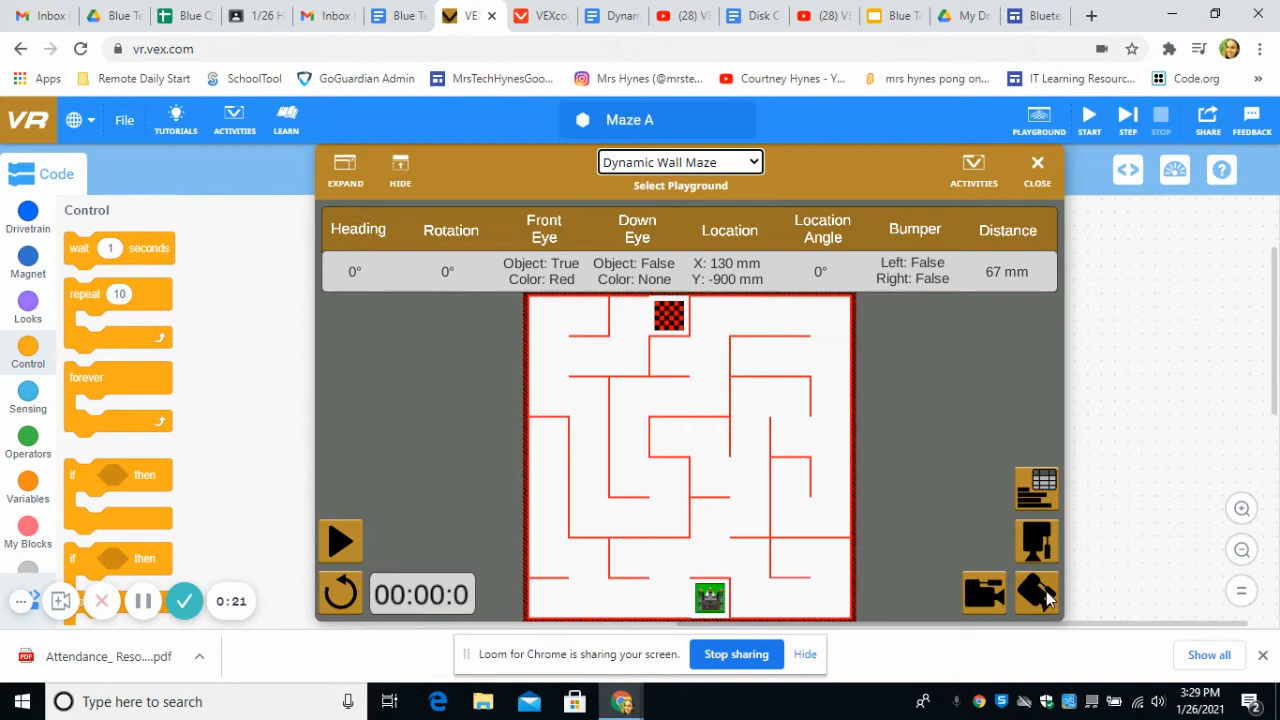 Inbox (
Blue Te
Blue Q
1/26 H
Inbox (
Blue Te
VEX
VEXco
Dynam
(28) VE
Disk C
(28) VE
Blue Te
My Dr
Bluete
vr.vex.com
Apps
Remote Daily Start
SchoolTool
GoGuardian Admin
MrsTechHynesGoo...
Mrs Hynes (@mrste...
Courtney Hynes - Y...
mrs hynes pong on...
IT Learning Resourc...
Code.org
»
VR
File
TUTORIALS
ACTIVITIES
LEARN
Maze A
PLAYGROUND
START
STEP
STOP
SHARE
FEEDBACK
Code
EXPAND
HIDE
Dynamic Wall Maze
Select Playground
ACTIVITIES
CLOSE
Drivetrain
Magnet
Looks
Control
Sensing
Operators
Variables
My Blocks
Control
wait 1 seconds
repeat 10
forever
if then
if then
Heading
Rotation
Front Eye
Down Eye
Location
Location Angle
Bumper
Distance
0°
0°
Object: True
Color: Red
Object: False
Color: None
X: 130 mm
Y: -900 mm
0°
Left: False
Right: False
67 mm
00:00:0
0:21
Attendance_ Reso....pdf
Loom for Chrome is sharing your screen.
Stop sharing
Hide
Show all
Type here to search
3:29 PM
1/26/2021
2